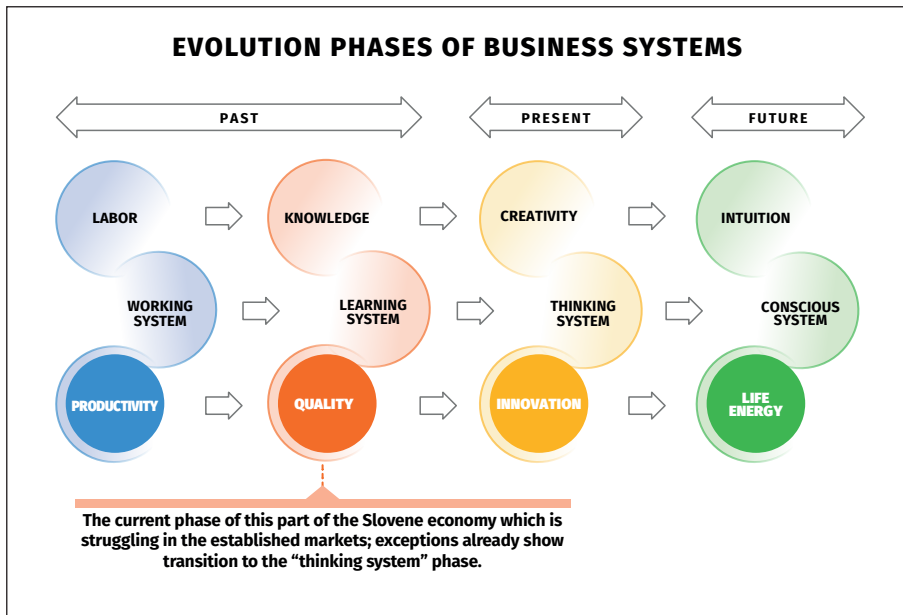 EVOLUTION PHASES OF BUSINESS SYSTEMS
PAST
PRESENT
FUTURE
LABOR
KNOWLEDGE
CREATIVITY
INTUITION
WORKING
SYSTEM
LEARNING
SYSTEM
THINKING
SYSTEM
CONSCIOUS
SYSTEM
PRODUCTIVITY
QUALITY
INNOVATION
LIFE
ENERGY
The current phase of this part of the Slovene economy which is
struggling in the established markets; exceptions already show
transition to the “thinking system” phase.